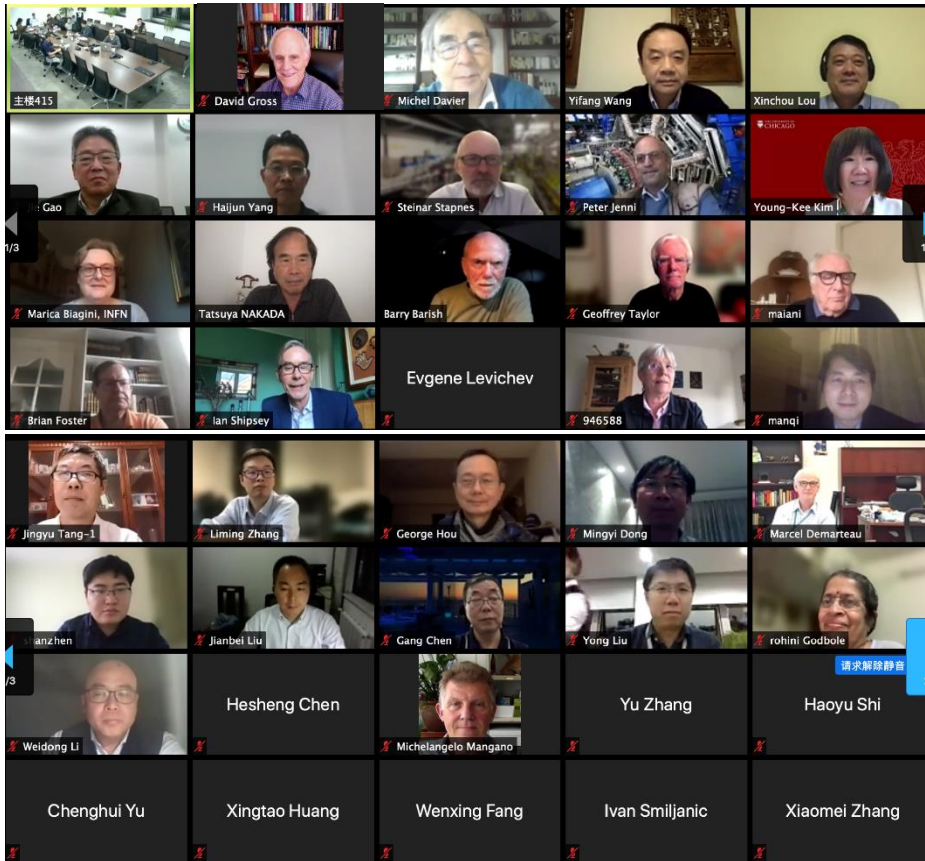 主楼415
David Gross
Michel Davier
Yifang Wang
Xinchou Lou
Gao
Haijun Yang
Steinar Stapnes
Peter Jenni
THE UNIVERSITY OF
CHICAGO
Young-Kee Kim
1/3
Marica Biagini, INFN
Tatsuya NAKADA
Barry Barish
Geoffrey Taylor
maiani
Brian Foster
Ian Shipsey
Evgene Levichev
946588
manqi
Jingyu Tang-1
Liming Zhang
George Hou
Mingyi Dong
Marcel Demarteau
shanzhen
Jianbei Liu
Gang Chen
Yong Liu
rohini Godbole
/3
请求解除静音
Weidong Li
Hesheng Chen
Michelangelo Mangano
Yu Zhang
Haoyu Shi
Chenghui Yu
Xingtao Huang
Wenxing Fang
Ivan Smiljanic
Xiaomei Zhang